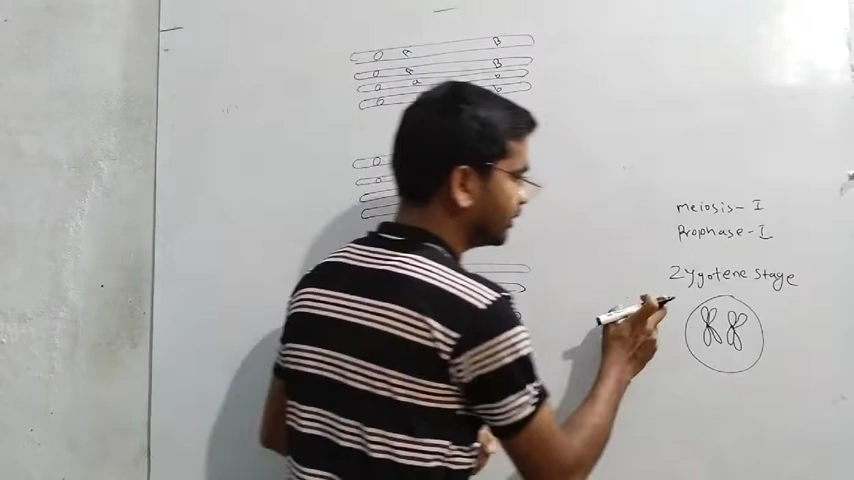 A B
A B
a b
b
meiosis - I
Prophase - I
Zygotene stage